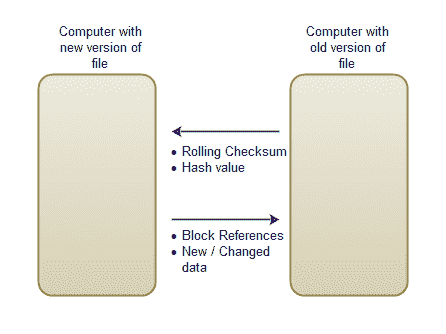 Computer with
new version of
file
Computer with
old version of
file
• Rolling Checksum
• Hash value
• Block References
• New / Changed
data